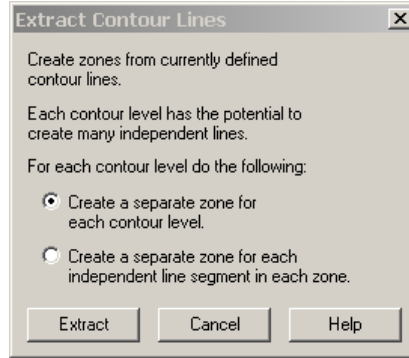 Extract Contour Lines
Create zones from currently defined
contour lines.
Each contour level has the potential to
create many independent lines.
For each contour level do the following:
Create a separate zone for
each contour level.
Create a separate zone for each
independent line segment in each zone.
Extract
Cancel
Help